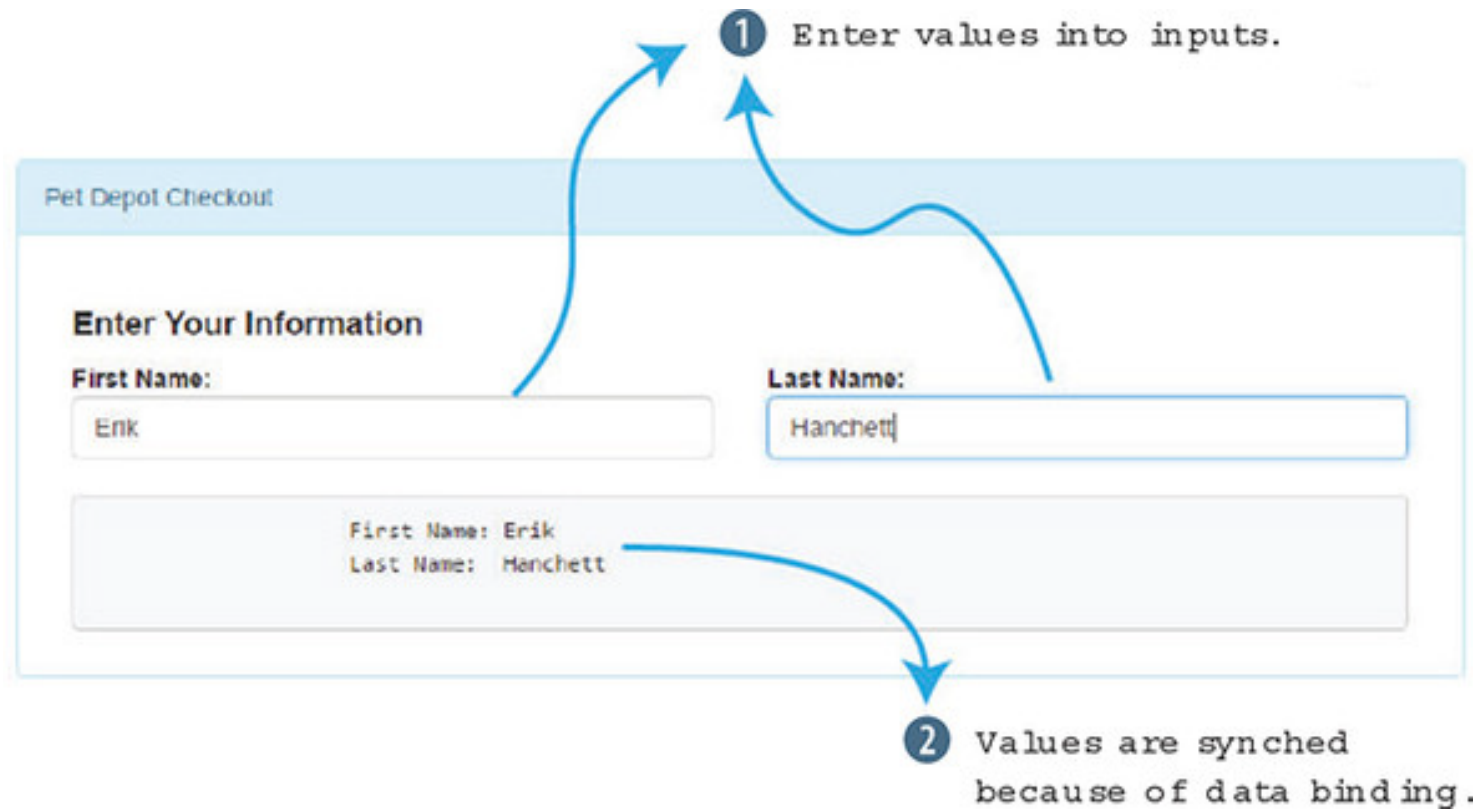 1 Enter values into inputs.
Pet Depot Checkout
Enter Your Information
First Name:
Last Name:
Erik
Hanchett
First Name: Erik
Last Name: Hanchett
2 Values are synched
because of data binding.